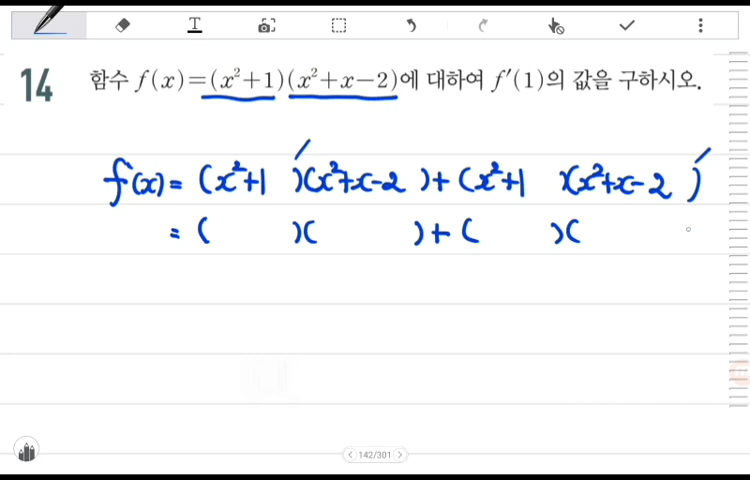 T
14 함수 f(x)=(x²+1)(x²+x-2)에 대하여 f′(1)의 값을 구하시오.
f′(x)= (x²+1 )′(x²+x-2 )+(x²+1 )(x²+x-2 )′
= ( )( )+( )(
142/301